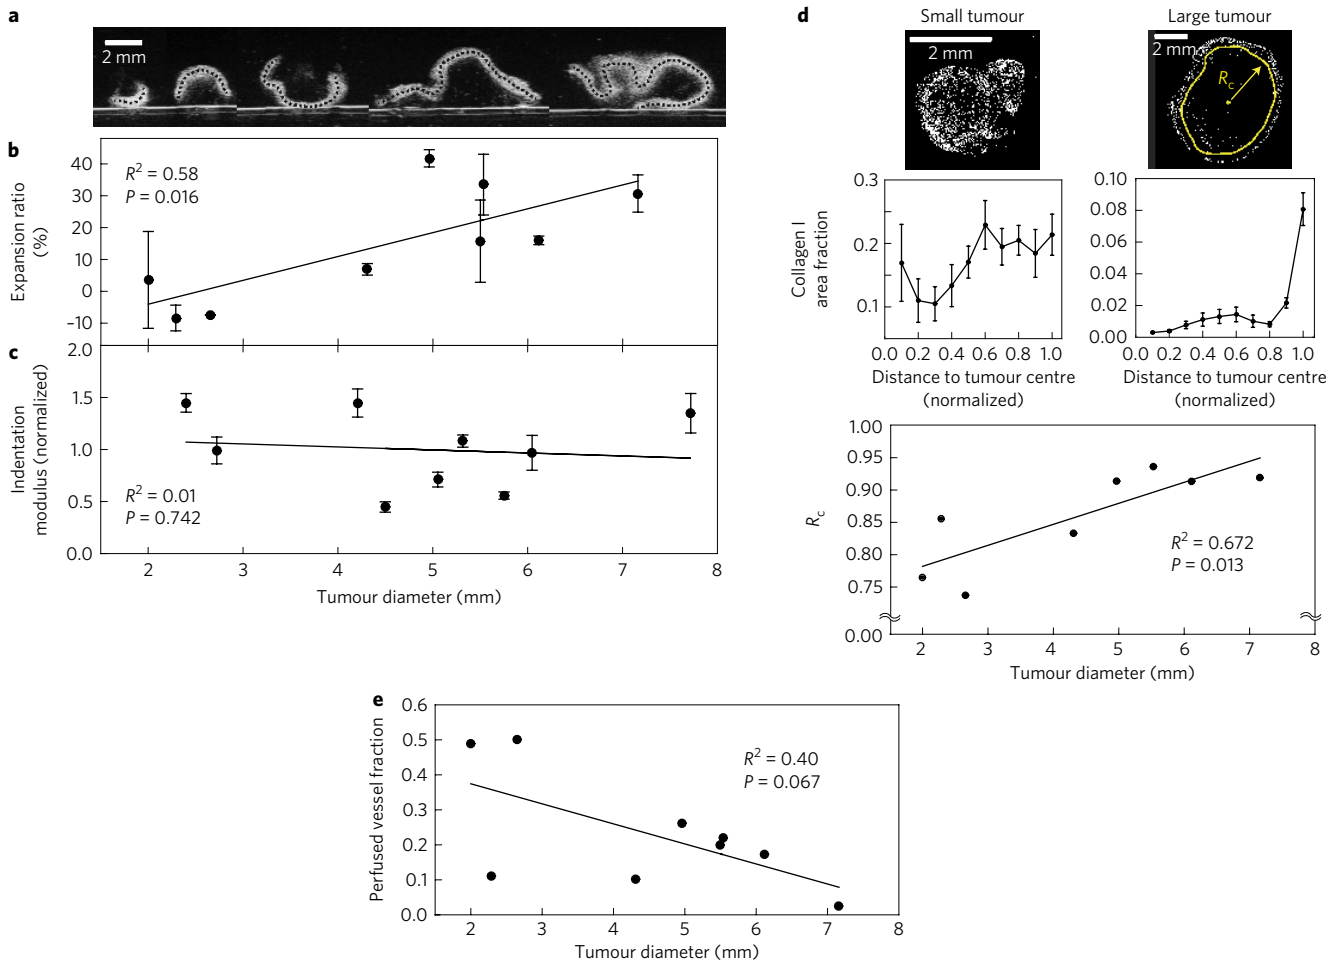 a
2 mm
b
Expansion ratio
(%)
40
30
20
10
0
–10
R² = 0.58
P = 0.016
c
Indentation
modulus (normalized)
2.0
1.5
1.0
0.5
0.0
R² = 0.01
P = 0.742
2 3 4 5 6 7 8
Tumour diameter (mm)
d
Small tumour
2 mm
Large tumour
2 mm
Rc
Collagen I
area fraction
0.3
0.2
0.1
0.0 0.2 0.4 0.6 0.8 1.0
Distance to tumour centre
(normalized)
0.10
0.08
0.06
0.04
0.02
0.00
0.0 0.2 0.4 0.6 0.8 1.0
Distance to tumour centre
(normalized)
Rc
1.00
0.95
0.90
0.85
0.80
0.75
0.00
R² = 0.672
P = 0.013
2 3 4 5 6 7 8
Tumour diameter (mm)
e
Perfused vessel fraction
0.6
0.5
0.4
0.3
0.2
0.1
0.0
R² = 0.40
P = 0.067
2 3 4 5 6 7 8
Tumour diameter (mm)